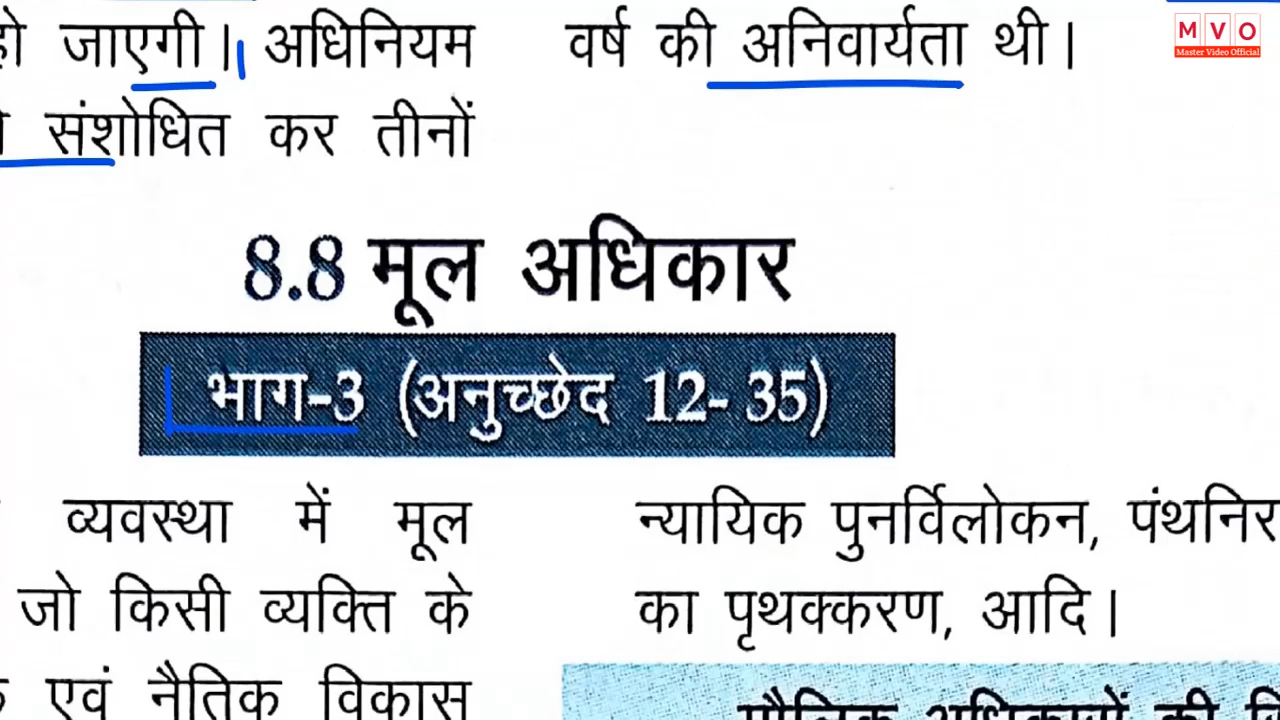 हो जाएगी। अधिनियम
संशोधित कर तीनों
वर्ष की अनिवार्यता थी।
M V O
Master Video Official
8.8 मूल अधिकार
भाग-3 (अनुच्छेद 12- 35)
व्यवस्था में मूल
जो किसी व्यक्ति के
एवं नैतिक विकास
न्यायिक पुनर्विलोकन, पंथनिर
का पृथक्करण, आदि।
मौलिक अधिकारों की